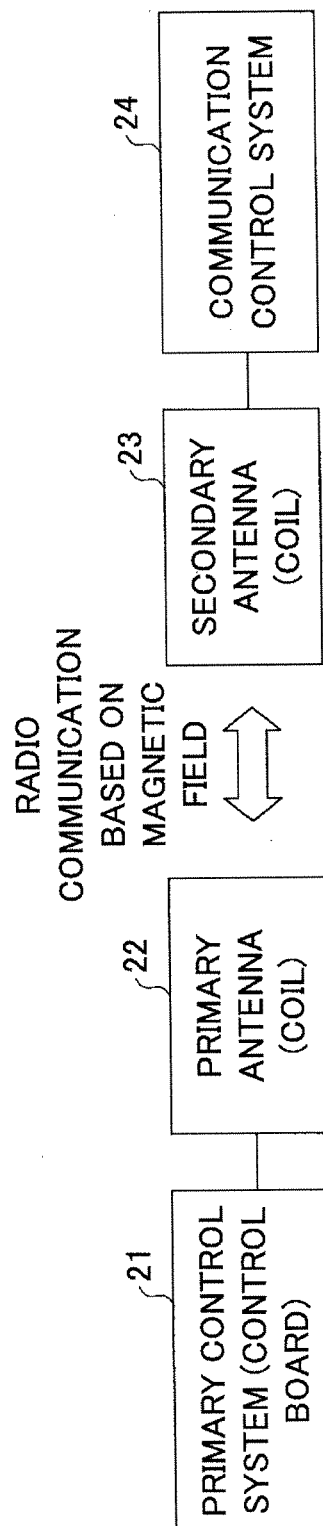 21
PRIMARY CONTROL
SYSTEM (CONTROL
BOARD)
22
PRIMARY
ANTENNA
(COIL)
RADIO
COMMUNICATION
BASED ON
MAGNETIC
FIELD
23
SECONDARY
ANTENNA
(COIL)
24
COMMUNICATION
CONTROL SYSTEM